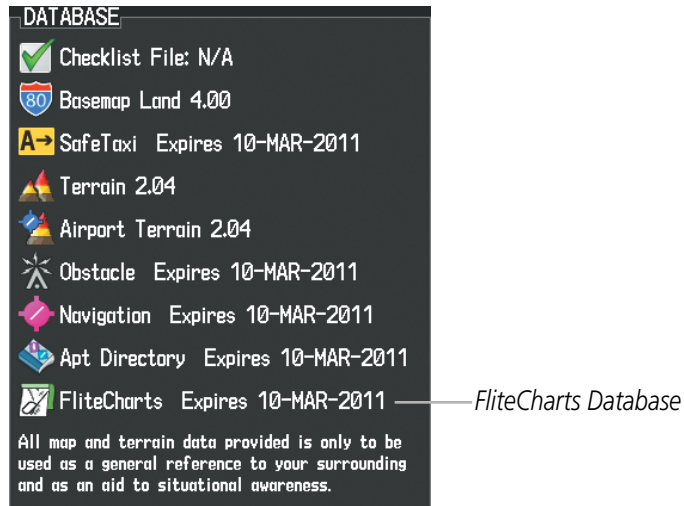 DATABASE
Checklist File: N/A
80 Basemap Land 4.00
A→ SafeTaxi Expires 10-MAR-2011
Terrain 2.04
Airport Terrain 2.04
Obstacle Expires 10-MAR-2011
Navigation Expires 10-MAR-2011
Apt Directory Expires 10-MAR-2011
FliteCharts Expires 10-MAR-2011 FliteCharts Database
All map and terrain data provided is only to be
used as a general reference to your surrounding
and as an aid to situational awareness.